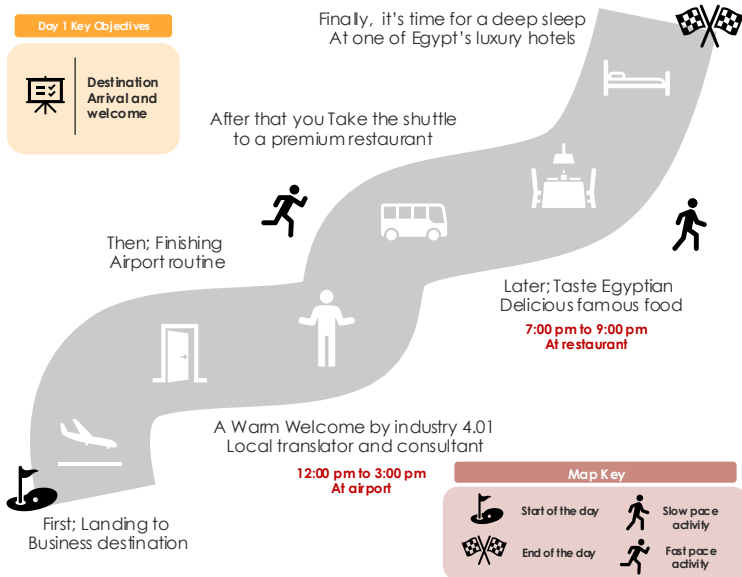 Day 1 Key Objectives
Destination
Arrival and
welcome
Finally, it's time for a deep sleep
At one of Egypt's luxury hotels
After that you Take the shuttle
to a premium restaurant
Then; Finishing
Airport routine
Later; Taste Egyptian
Delicious famous food
7:00 pm to 9:00 pm
At restaurant
A Warm Welcome by industry 4.01
Local translator and consultant
12:00 pm to 3:00 pm
At airport
First; Landing to
Business destination
Map Key
Start of the day
Slow pace
activity
End of the day
Fast pace
activity